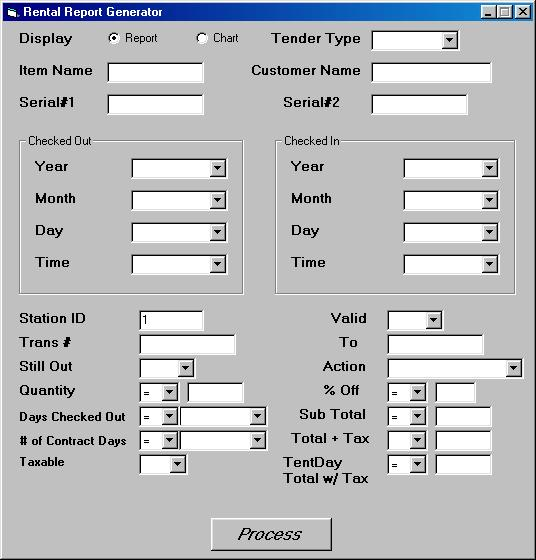 Rental Report Generator
Display Report Chart Tender Type
Item Name Customer Name
Serial#1 Serial#2
Checked Out Checked In
Year Year
Month Month
Day Day
Time Time
Station ID 1 Valid
Trans # To
Still Out Action
Quantity = % Off =
Days Checked Out = Sub Total =
# of Contract Days = Total + Tax
Taxable TentDay
Total w/ Tax =
Process